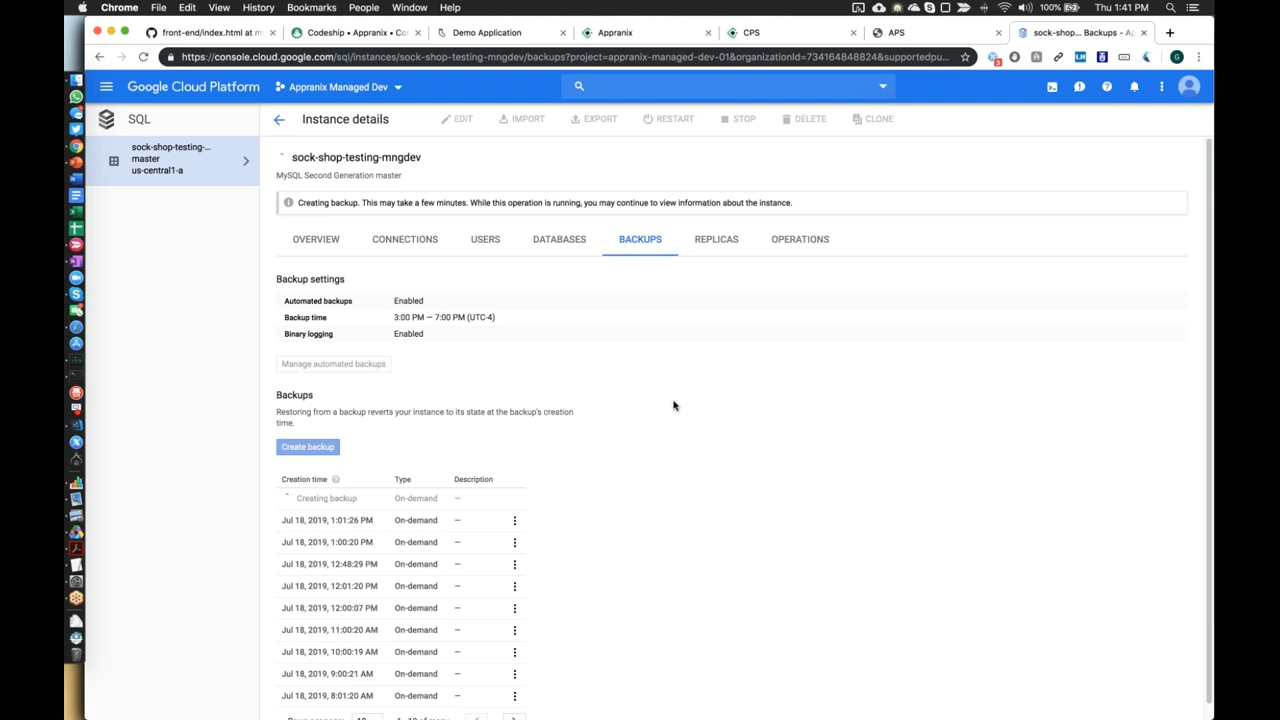 Chrome File Edit View History Bookmarks People Window Help 100% Thu 1:41 PM
front-end/index.html at m Codeship • Appranix • Co Demo Application Appranix CPS APS sock-shop... Backups - Ap
https://console.cloud.google.com/sql/instances/sock-shop-testing-mngdev/backups?project=appranix-managed-dev-01&organizationId=734164848824&supportedpu...
Google Cloud Platform Appranix Managed Dev
SQL Instance details EDIT IMPORT EXPORT RESTART STOP DELETE CLONE
sock-shop-testing-...
master
us-central1-a
sock-shop-testing-mngdev
MySQL Second Generation master
Creating backup. This may take a few minutes. While this operation is running, you may continue to view information about the instance.
OVERVIEW CONNECTIONS USERS DATABASES BACKUPS REPLICAS OPERATIONS
Backup settings
Automated backups Enabled
Backup time 3:00 PM — 7:00 PM (UTC-4)
Binary logging Enabled
Manage automated backups
Backups
Restoring from a backup reverts your instance to its state at the backup's creation
time.
Create backup
Creation time Type Description
Creating backup On-demand —
Jul 18, 2019, 1:01:26 PM On-demand —
Jul 18, 2019, 1:00:20 PM On-demand —
Jul 18, 2019, 12:48:29 PM On-demand —
Jul 18, 2019, 12:01:20 PM On-demand —
Jul 18, 2019, 12:00:07 PM On-demand —
Jul 18, 2019, 11:00:20 AM On-demand —
Jul 18, 2019, 10:00:19 AM On-demand —
Jul 18, 2019, 9:00:21 AM On-demand —
Jul 18, 2019, 8:01:20 AM On-demand —